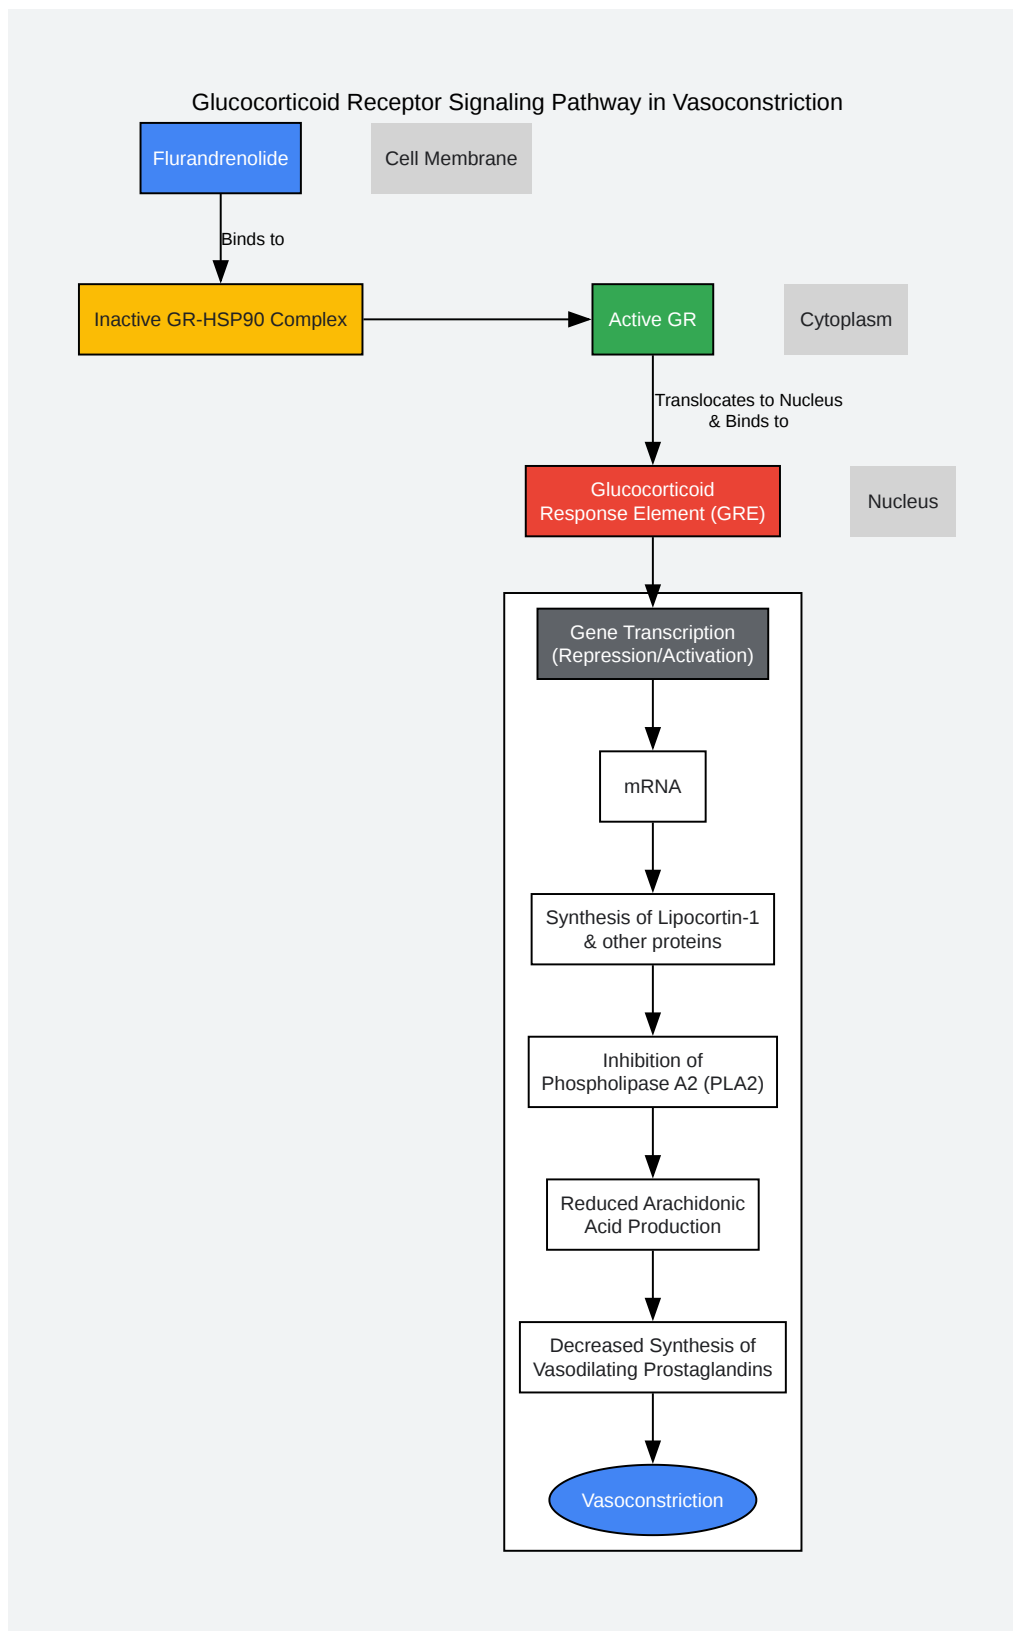 Glucocorticoid Receptor Signaling Pathway in Vasoconstriction
Flurandrenolide
Cell Membrane
Binds to
Inactive GR-HSP90 Complex
Active GR
Cytoplasm
Translocates to Nucleus
& Binds to
Glucocorticoid
Response Element (GRE)
Nucleus
Gene Transcription
(Repression/Activation)
mRNA
Synthesis of Lipocortin-1
& other proteins
Inhibition of
Phospholipase A2 (PLA2)
Reduced Arachidonic
Acid Production
Decreased Synthesis of
Vasodilating Prostaglandins
Vasoconstriction